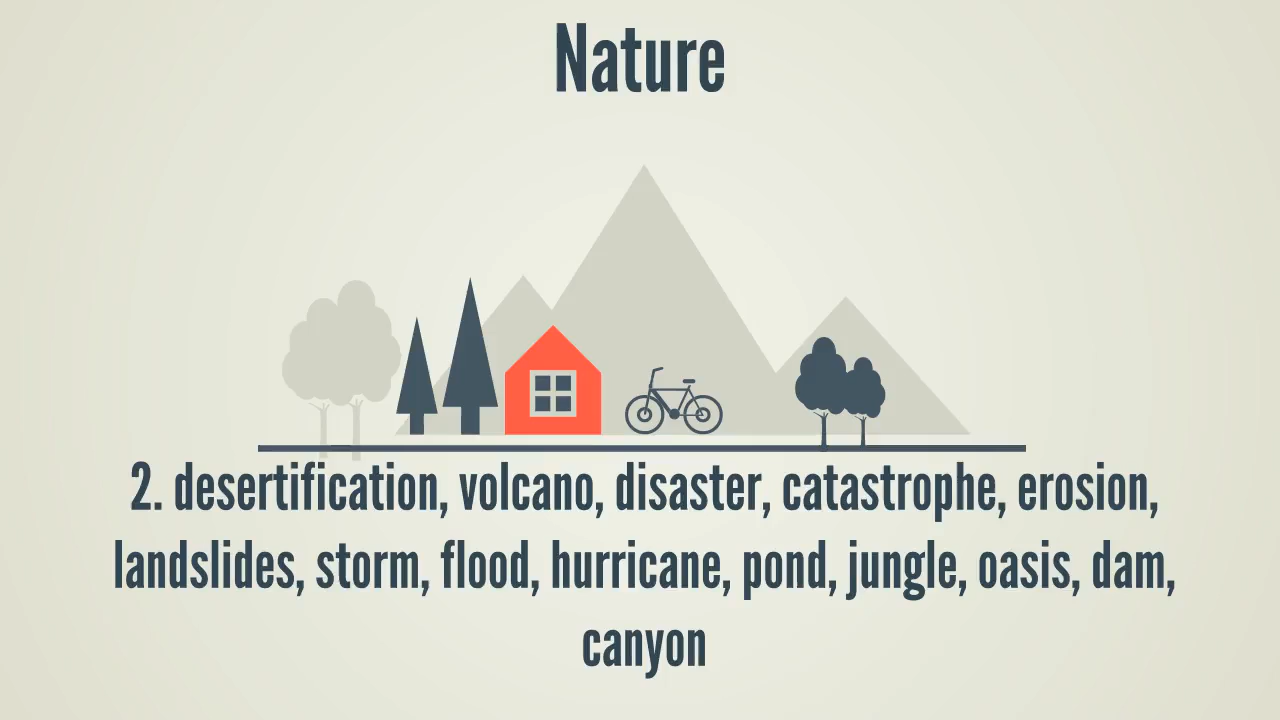 Nature
2. desertification, volcano, disaster, catastrophe, erosion,
landslides, storm, flood, hurricane, pond, jungle, oasis, dam,
canyon